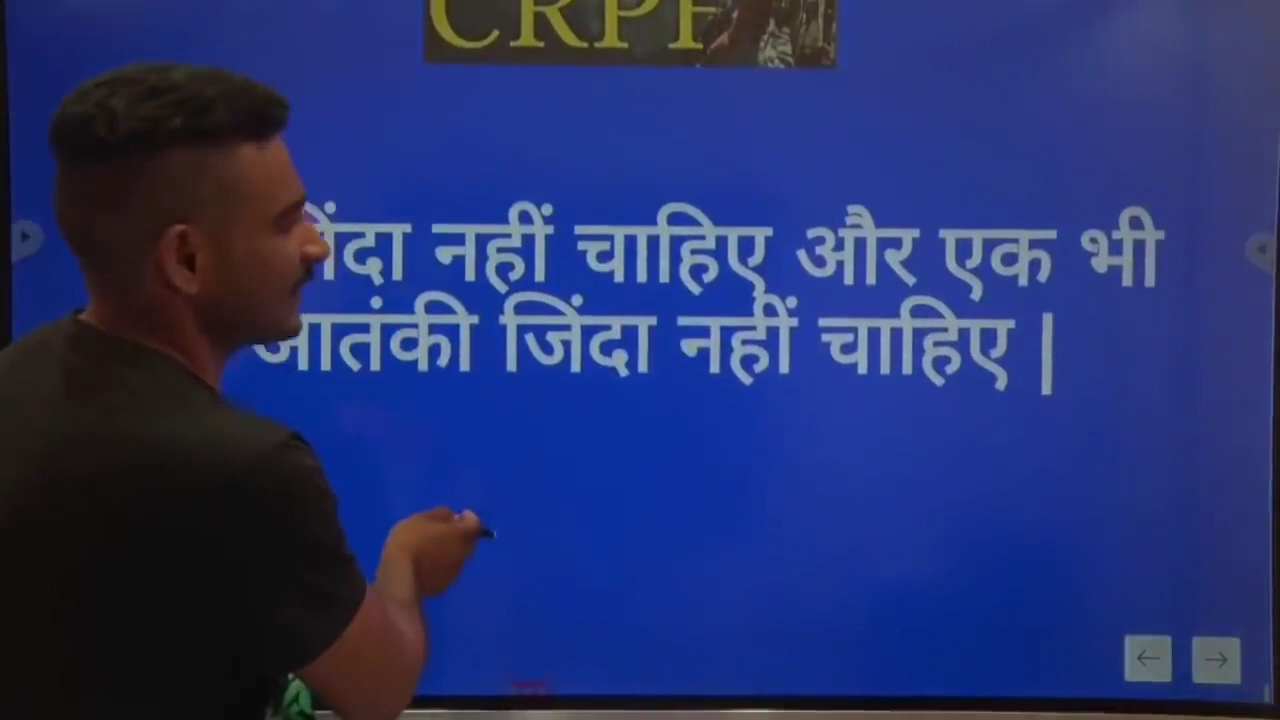 CRPF
जिंदा नहीं चाहिए और एक भी
आतंकी जिंदा नहीं चाहिए |